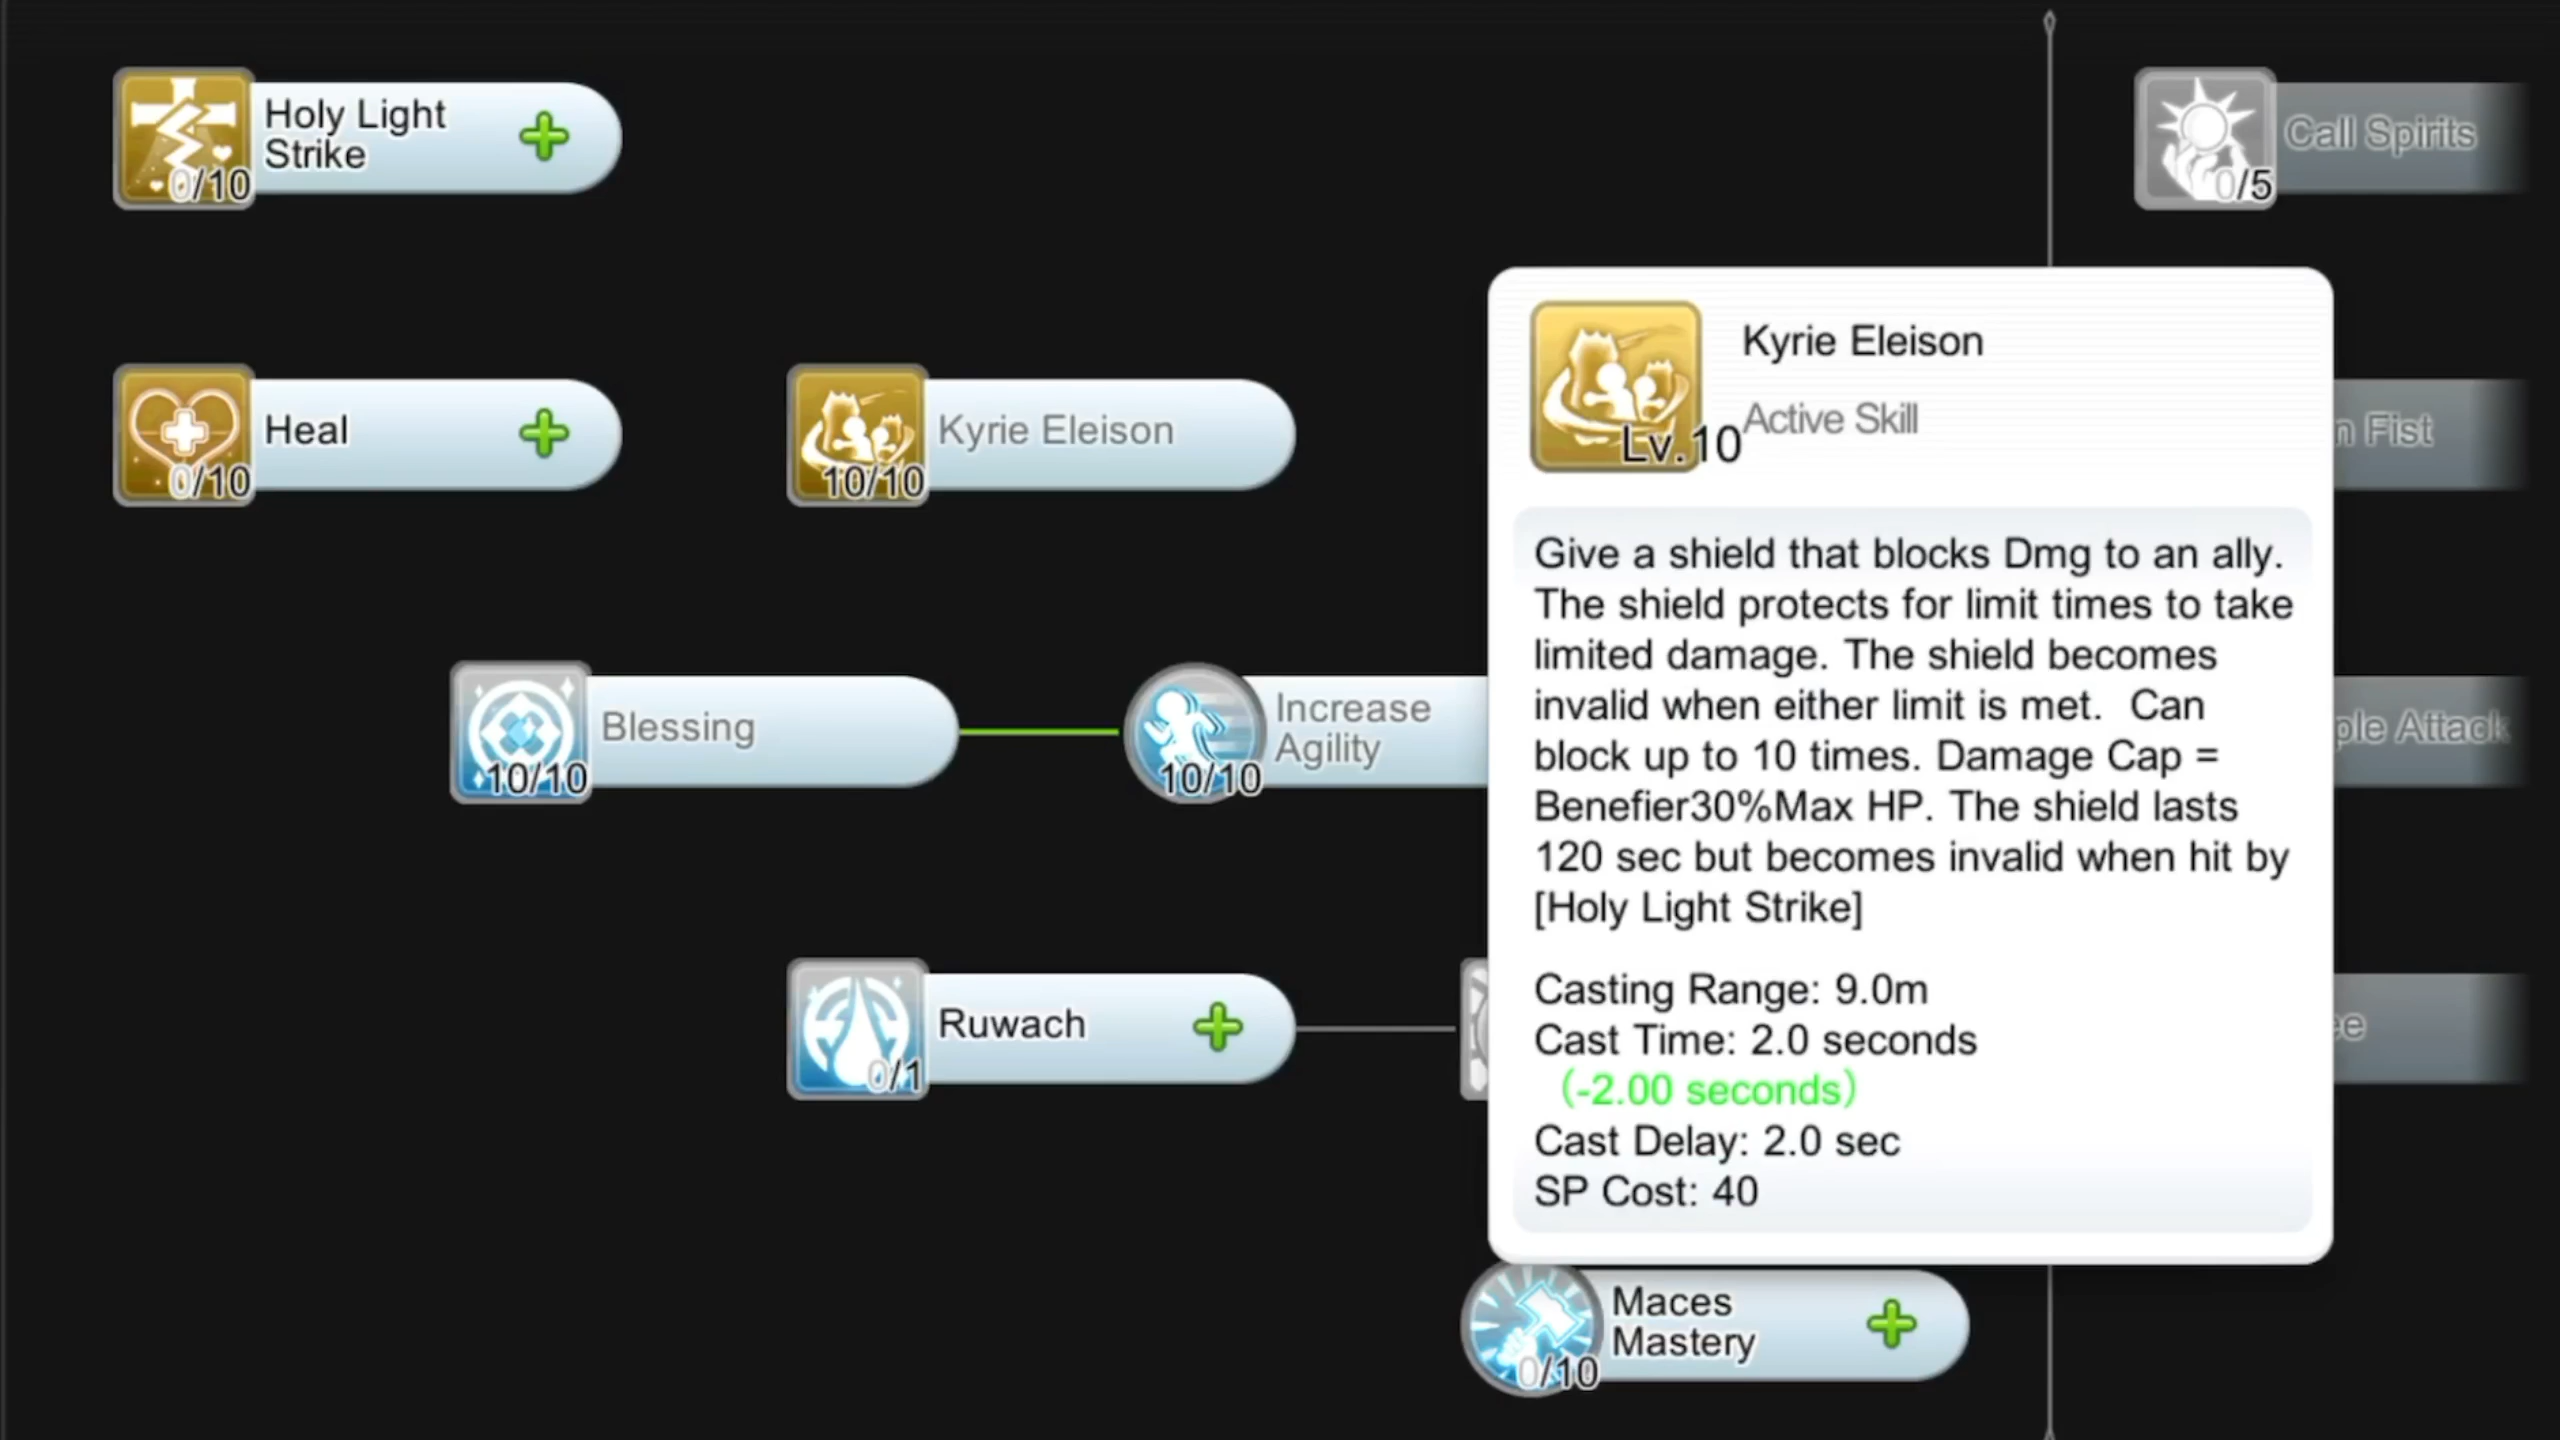 Holy Light
Strike
0/10
Call Spirits
0/5
Heal
0/10
Kyrie Eleison
10/10
Kyrie Eleison
Active Skill
Lv.10
Fist
Give a shield that blocks Dmg to an ally.
The shield protects for limit times to take
limited damage. The shield becomes
invalid when either limit is met. Can
block up to 10 times. Damage Cap =
Benefier30%Max HP. The shield lasts
120 sec but becomes invalid when hit by
[Holy Light Strike]
Casting Range: 9.0m
Cast Time: 2.0 seconds
(-2.00 seconds)
Cast Delay: 2.0 sec
SP Cost: 40
Blessing
10/10
Increase
Agility
10/10
Attack
Ruwach
0/1
Maces
Mastery
0/10